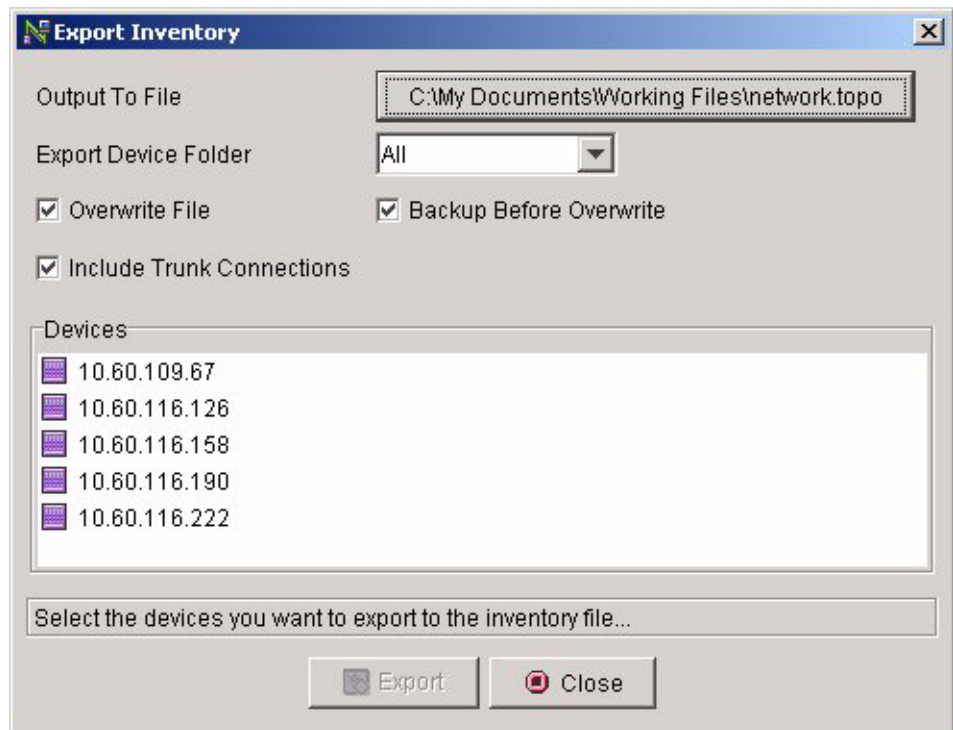 Export Inventory
Output To File
C:\My Documents\Working Files\network.topo
Export Device Folder
All
Overwrite File
Backup Before Overwrite
Include Trunk Connections
Devices
10.60.109.67
10.60.116.126
10.60.116.158
10.60.116.190
10.60.116.222
Select the devices you want to export to the inventory file...
Export
Close